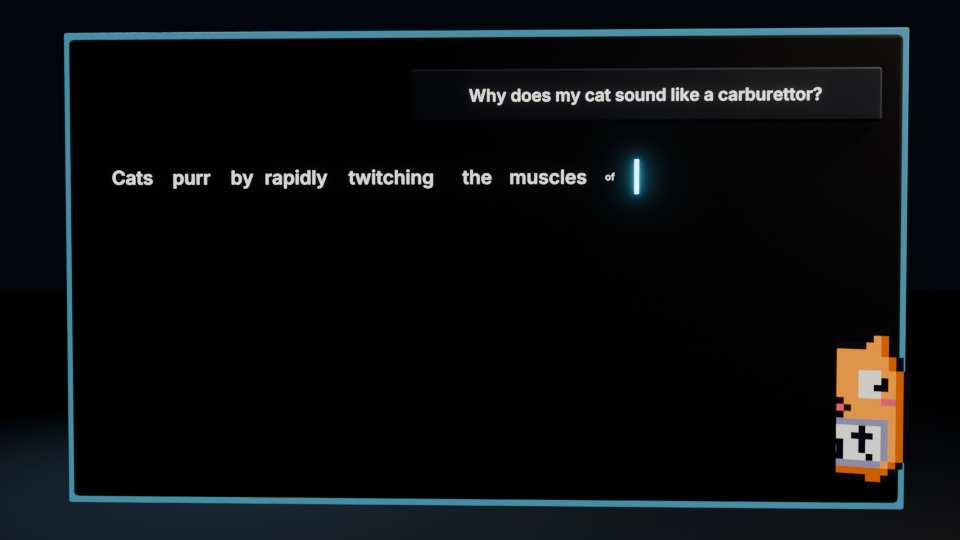 Why does my cat sound like a carburettor?
Cats purr by rapidly twitching the muscles of
t